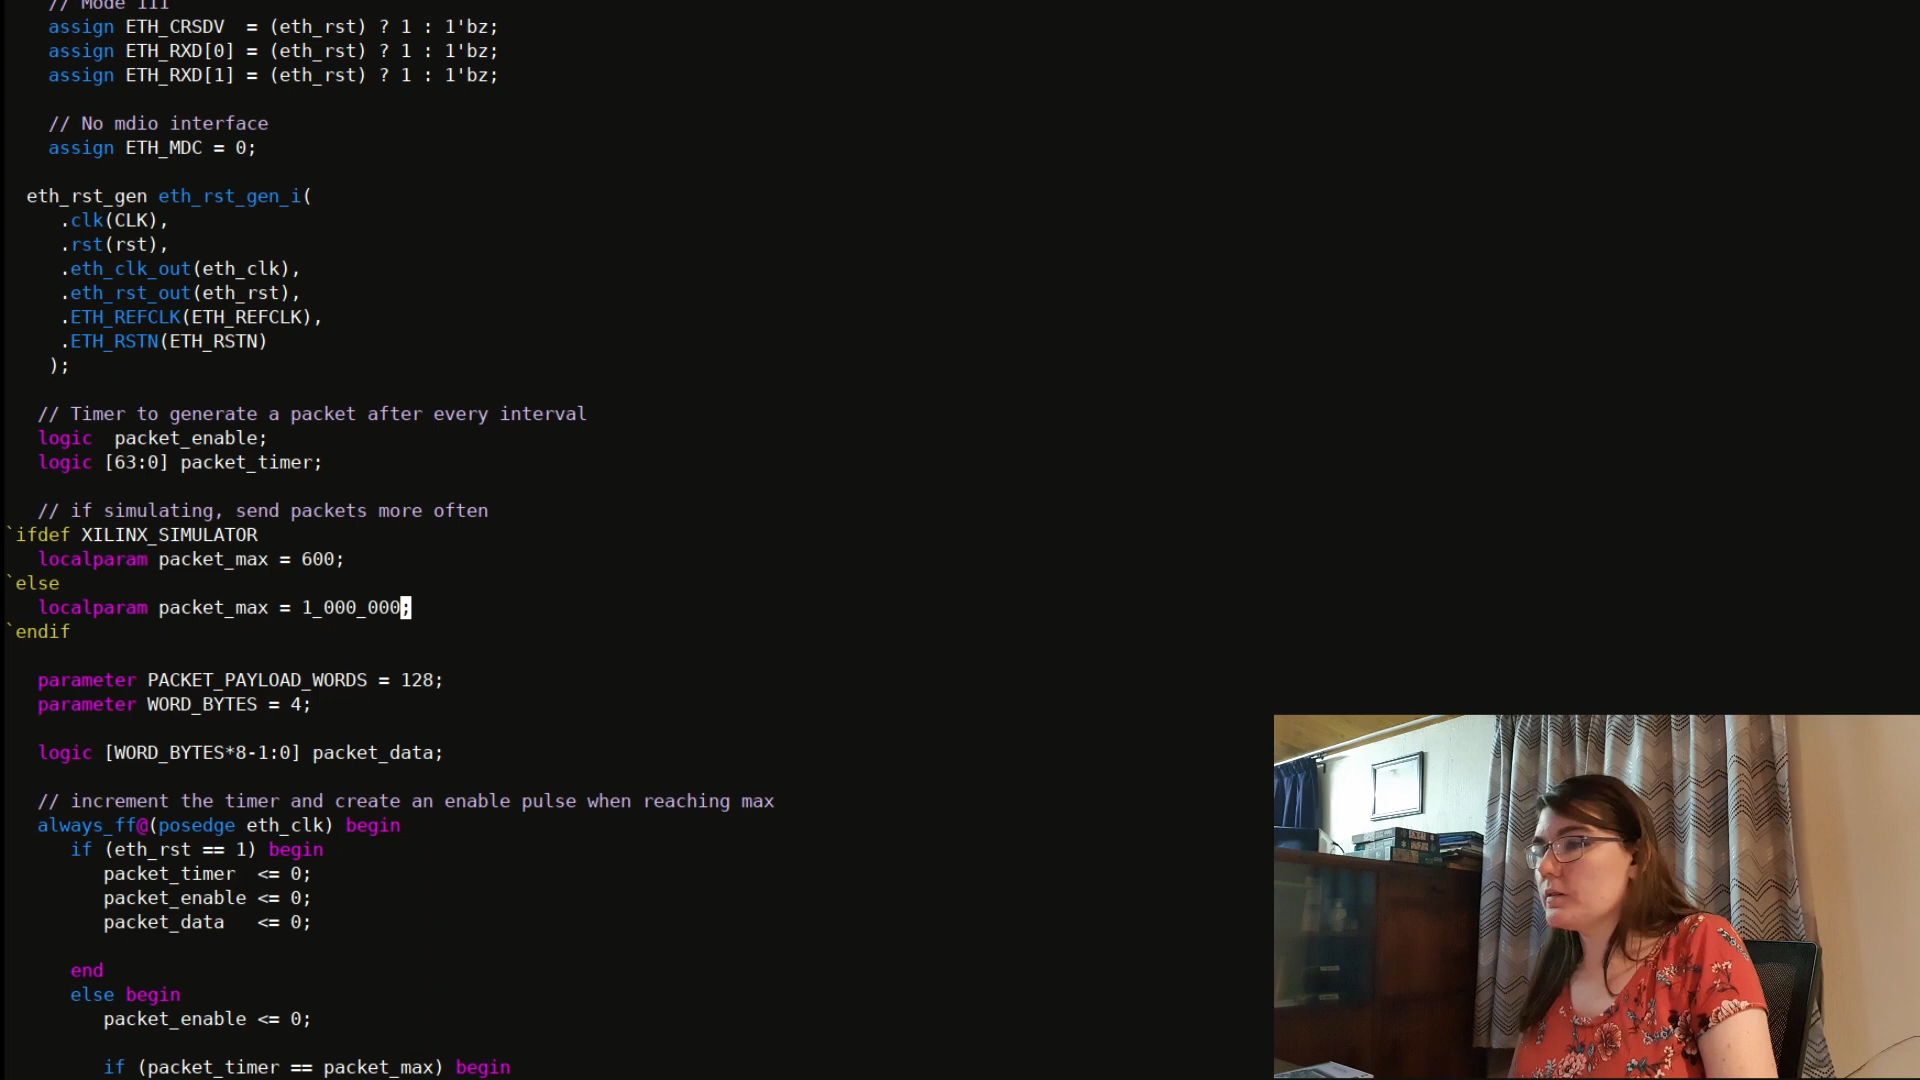 // Mode 111
assign ETH_CRSDV  = (eth_rst) ? 1 : 1'bz;
assign ETH_RXD[0] = (eth_rst) ? 1 : 1'bz;
assign ETH_RXD[1] = (eth_rst) ? 1 : 1'bz;
// No mdio interface
assign ETH_MDC = 0;
eth_rst_gen eth_rst_gen_i(
.clk(CLK),
.rst(rst),
.eth_clk_out(eth_clk),
.eth_rst_out(eth_rst),
.ETH_REFCLK(ETH_REFCLK),
.ETH_RSTN(ETH_RSTN)
);
// Timer to generate a packet after every interval
logic  packet_enable;
logic [63:0] packet_timer;
// if simulating, send packets more often
`ifdef XILINX_SIMULATOR
localparam packet_max = 600;
`else
localparam packet_max = 1_000_000;
`endif
parameter PACKET_PAYLOAD_WORDS = 128;
parameter WORD_BYTES = 4;
logic [WORD_BYTES*8-1:0] packet_data;
// increment the timer and create an enable pulse when reaching max
always_ff@(posedge eth_clk) begin
if (eth_rst == 1) begin
packet_timer  <= 0;
packet_enable <= 0;
packet_data   <= 0;
end
else begin
packet_enable <= 0;
if (packet_timer == packet_max) begin